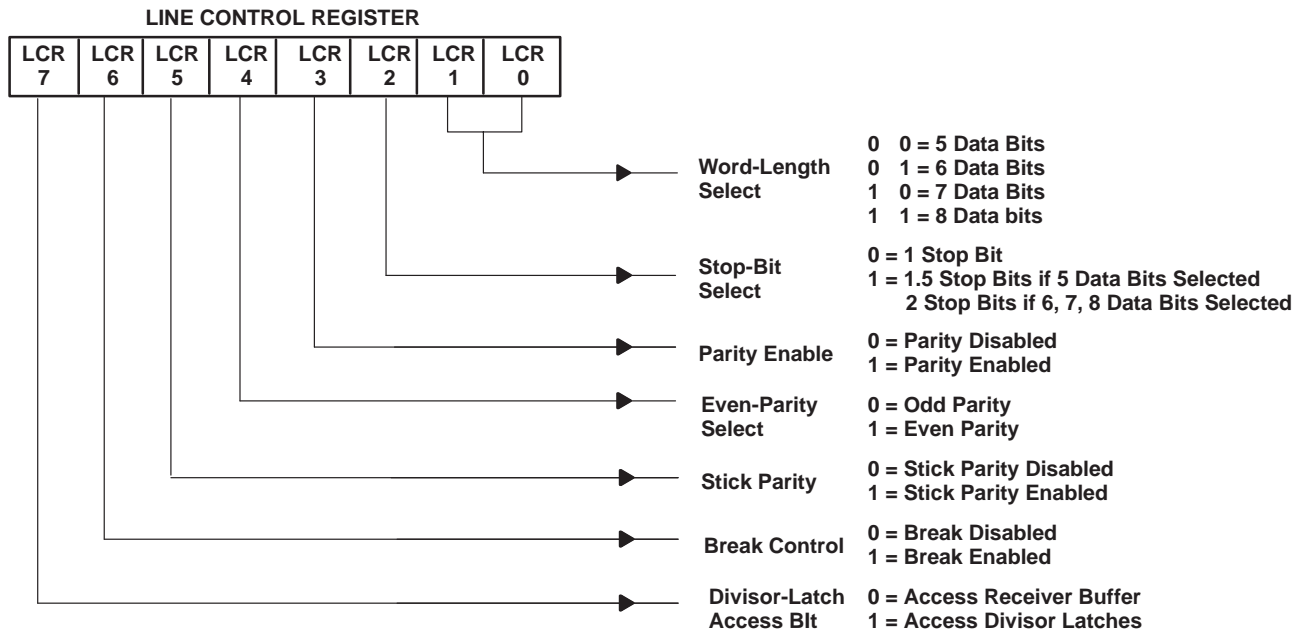 LINE CONTROL REGISTER
LCR LCR LCR LCR LCR LCR LCR LCR
7 6 5 4 3 2 1 0
Word-Length
Select
0 0 = 5 Data Bits
0 1 = 6 Data Bits
1 0 = 7 Data Bits
1 1 = 8 Data bits
Stop-Bit
Select
0 = 1 Stop Bit
1 = 1.5 Stop Bits if 5 Data Bits Selected
2 Stop Bits if 6, 7, 8 Data Bits Selected
Parity Enable
0 = Parity Disabled
1 = Parity Enabled
Even-Parity
Select
0 = Odd Parity
1 = Even Parity
Stick Parity
0 = Stick Parity Disabled
1 = Stick Parity Enabled
Break Control
0 = Break Disabled
1 = Break Enabled
Divisor-Latch
Access BIt
0 = Access Receiver Buffer
1 = Access Divisor Latches